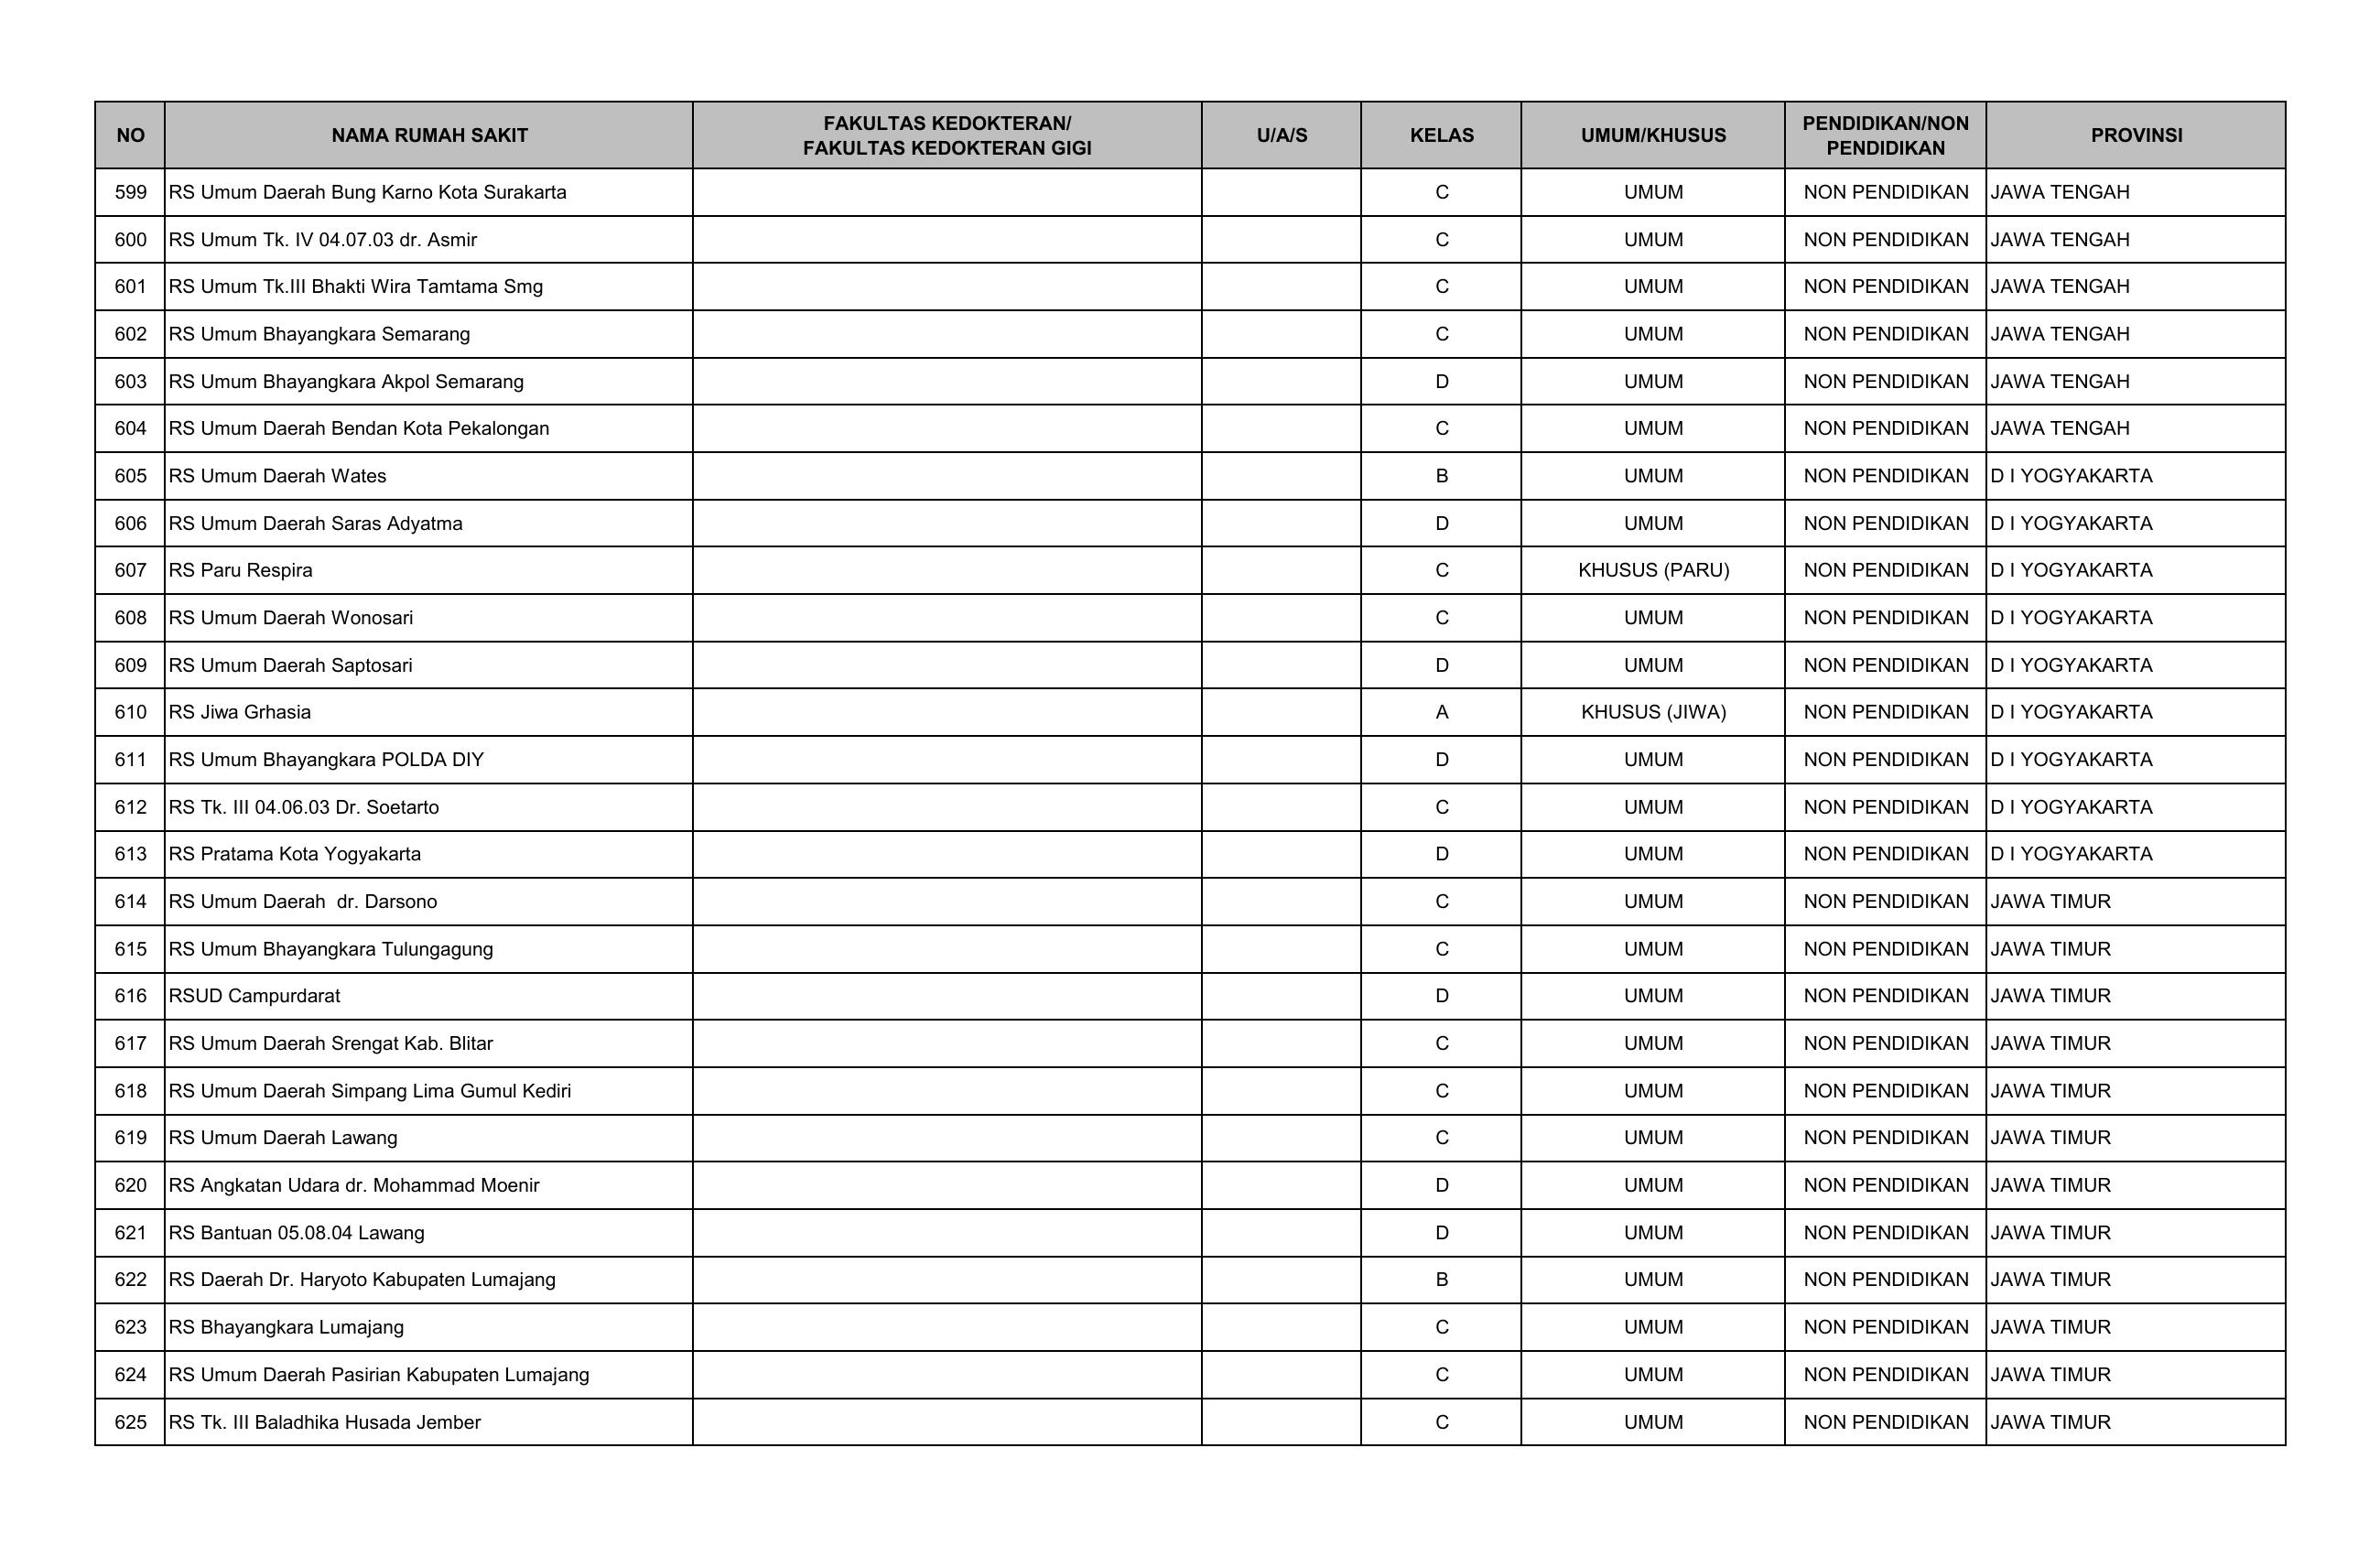 NO NAMA RUMAH SAKIT FAKULTAS KEDOKTERAN/ FAKULTAS KEDOKTERAN GIGI U/A/S KELAS UMUM/KHUSUS PENDIDIKAN/NON PENDIDIKAN PROVINSI
599 RS Umum Daerah Bung Karno Kota Surakarta C UMUM NON PENDIDIKAN JAWA TENGAH
600 RS Umum Tk. IV 04.07.03 dr. Asmir C UMUM NON PENDIDIKAN JAWA TENGAH
601 RS Umum Tk.III Bhakti Wira Tamtama Smg C UMUM NON PENDIDIKAN JAWA TENGAH
602 RS Umum Bhayangkara Semarang C UMUM NON PENDIDIKAN JAWA TENGAH
603 RS Umum Bhayangkara Akpol Semarang D UMUM NON PENDIDIKAN JAWA TENGAH
604 RS Umum Daerah Bendan Kota Pekalongan C UMUM NON PENDIDIKAN JAWA TENGAH
605 RS Umum Daerah Wates B UMUM NON PENDIDIKAN D I YOGYAKARTA
606 RS Umum Daerah Saras Adyatma D UMUM NON PENDIDIKAN D I YOGYAKARTA
607 RS Paru Respira C KHUSUS (PARU) NON PENDIDIKAN D I YOGYAKARTA
608 RS Umum Daerah Wonosari C UMUM NON PENDIDIKAN D I YOGYAKARTA
609 RS Umum Daerah Saptosari D UMUM NON PENDIDIKAN D I YOGYAKARTA
610 RS Jiwa Grhasia A KHUSUS (JIWA) NON PENDIDIKAN D I YOGYAKARTA
611 RS Umum Bhayangkara POLDA DIY D UMUM NON PENDIDIKAN D I YOGYAKARTA
612 RS Tk. III 04.06.03 Dr. Soetarto C UMUM NON PENDIDIKAN D I YOGYAKARTA
613 RS Pratama Kota Yogyakarta D UMUM NON PENDIDIKAN D I YOGYAKARTA
614 RS Umum Daerah dr. Darsono C UMUM NON PENDIDIKAN JAWA TIMUR
615 RS Umum Bhayangkara Tulungagung C UMUM NON PENDIDIKAN JAWA TIMUR
616 RSUD Campurdarat D UMUM NON PENDIDIKAN JAWA TIMUR
617 RS Umum Daerah Srengat Kab. Blitar C UMUM NON PENDIDIKAN JAWA TIMUR
618 RS Umum Daerah Simpang Lima Gumul Kediri C UMUM NON PENDIDIKAN JAWA TIMUR
619 RS Umum Daerah Lawang C UMUM NON PENDIDIKAN JAWA TIMUR
620 RS Angkatan Udara dr. Mohammad Moenir D UMUM NON PENDIDIKAN JAWA TIMUR
621 RS Bantuan 05.08.04 Lawang D UMUM NON PENDIDIKAN JAWA TIMUR
622 RS Daerah Dr. Haryoto Kabupaten Lumajang B UMUM NON PENDIDIKAN JAWA TIMUR
623 RS Bhayangkara Lumajang C UMUM NON PENDIDIKAN JAWA TIMUR
624 RS Umum Daerah Pasirian Kabupaten Lumajang C UMUM NON PENDIDIKAN JAWA TIMUR
625 RS Tk. III Baladhika Husada Jember C UMUM NON PENDIDIKAN JAWA TIMUR